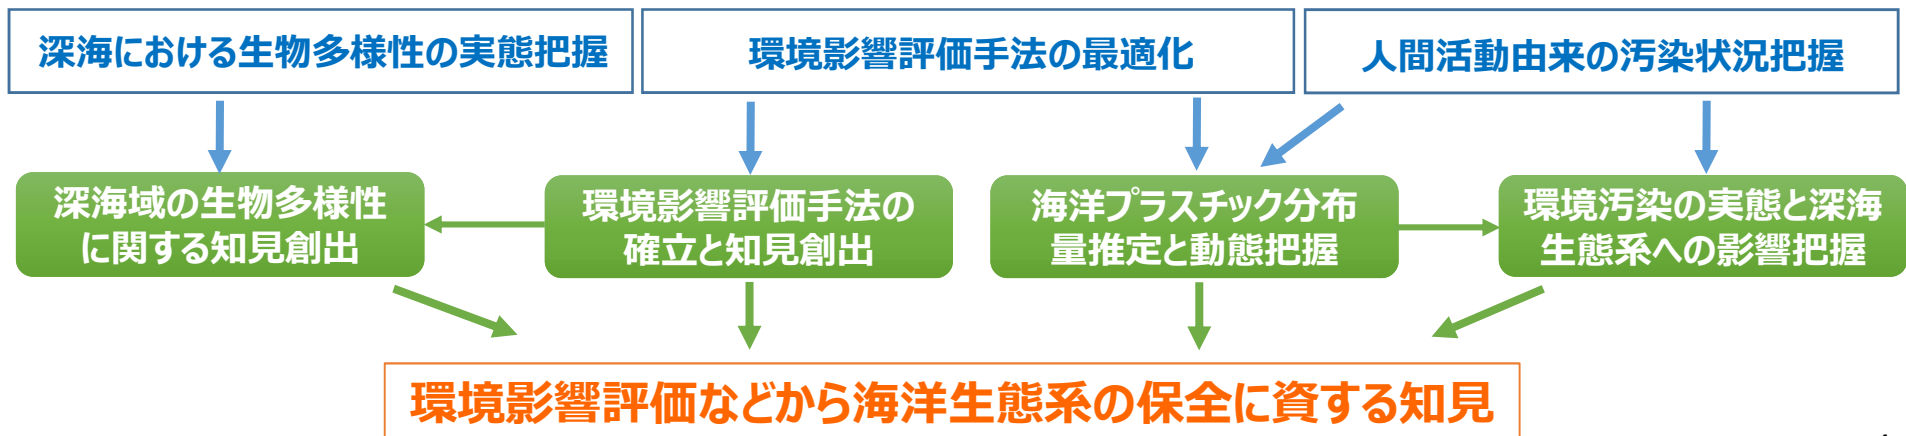 深海における生物多様性の実態把握
環境影響評価手法の最適化
人間活動由来の汚染状況把握
深海域の生物多様性
に関する知見創出
環境影響評価手法の
確立と知見創出
海洋プラスチック分布
量推定と動態把握
環境汚染の実態と深海
生態系への影響把握
環境影響評価などから海洋生態系の保全に資する知見